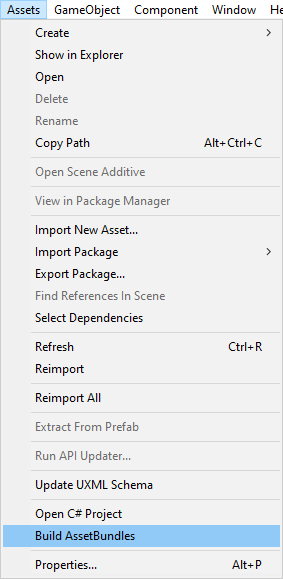 Assets GameObject Component Window He
Create
Show in Explorer
Open
Delete
Rename
Copy Path Alt+Ctrl+C
Open Scene Additive
View in Package Manager
Import New Asset...
Import Package
Export Package...
Find References In Scene
Select Dependencies
Refresh Ctrl+R
Reimport
Reimport All
Extract From Prefab
Run API Updater...
Update UXML Schema
Open C# Project
Build AssetBundles
Properties... Alt+P